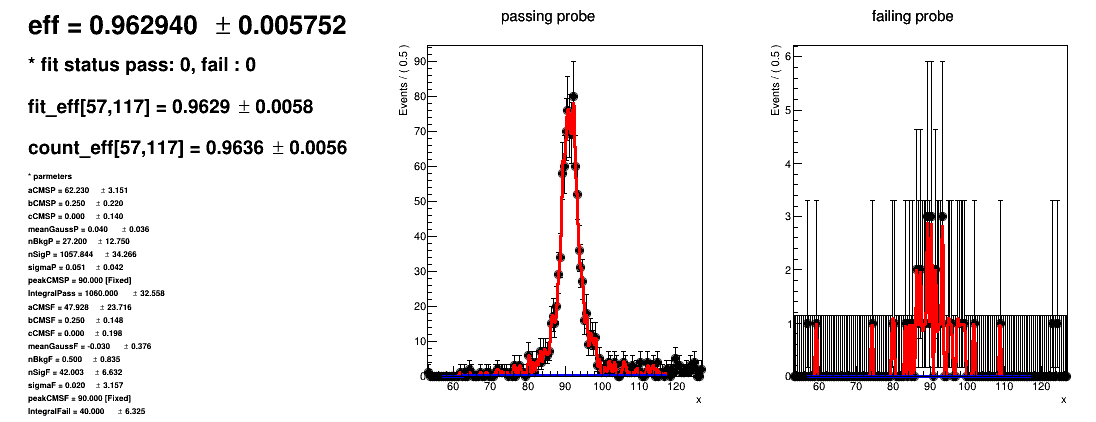 eff = 0.962940 ± 0.005752
* fit status pass: 0, fail : 0
fit_eff[57,117] = 0.9629 ± 0.0058
count_eff[57,117] = 0.9636 ± 0.0056
* parmeters
aCMSP = 62.230 ± 3.151
bCMSP = 0.250 ± 0.220
cCMSP = 0.000 ± 0.140
meanGaussP = 0.040 ± 0.036
nBkgP = 27.200 ± 12.750
nSigP = 1057.844 ± 34.266
sigmaP = 0.051 ± 0.042
peakCMSP = 90.000 [Fixed]
IntegralPass = 1060.000 ± 32.558
aCMSF = 47.928 ± 23.716
bCMSF = 0.250 ± 0.148
cCMSF = 0.000 ± 0.198
meanGaussF = -0.030 ± 0.376
nBkgF = 0.500 ± 0.835
nSigF = 42.003 ± 6.632
sigmaF = 0.020 ± 3.157
peakCMSF = 90.000 [Fixed]
IntegralFail = 40.000 ± 6.325
passing probe
Events / ( 0.5 )
90
80
70
60
50
40
30
20
10
0
60 70 80 90 100 110 120
x
failing probe
Events / ( 0.5 )
6
5
4
3
2
1
0
60 70 80 90 100 110 120
x